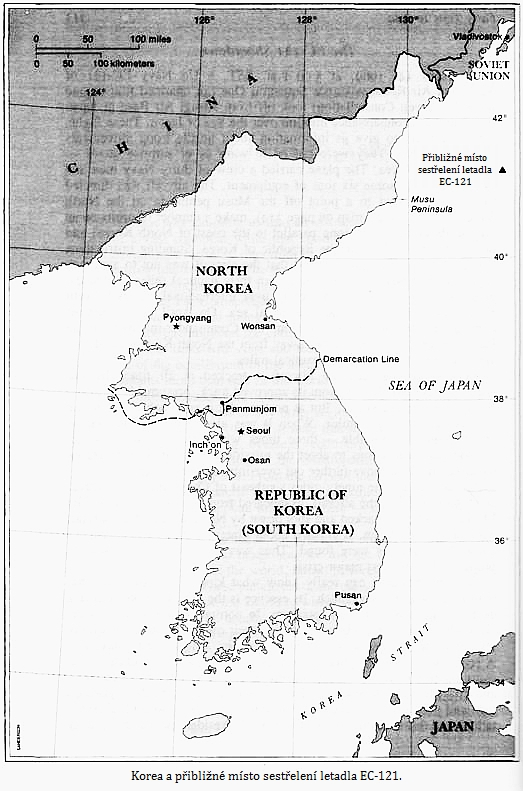 126°
128°
130°
0 50 100 miles
0 50 100 kilometers
Vladivostok
SOVIET
UNION
124°
CHINA
42°
Přibližné místo
sestřelení letadla
EC-121
Musu
Peninsula
40°
NORTH
KOREA
Pyongyang
Wonsan
Demarcation Line
SEA OF JAPAN
38°
Panmunjom
Seoul
Inch'on
Osan
REPUBLIC OF
KOREA
(SOUTH KOREA)
36°
Pusan
KOREA STRAIT
34
JAPAN
Korea a přibližné místo sestřelení letadla EC-121.